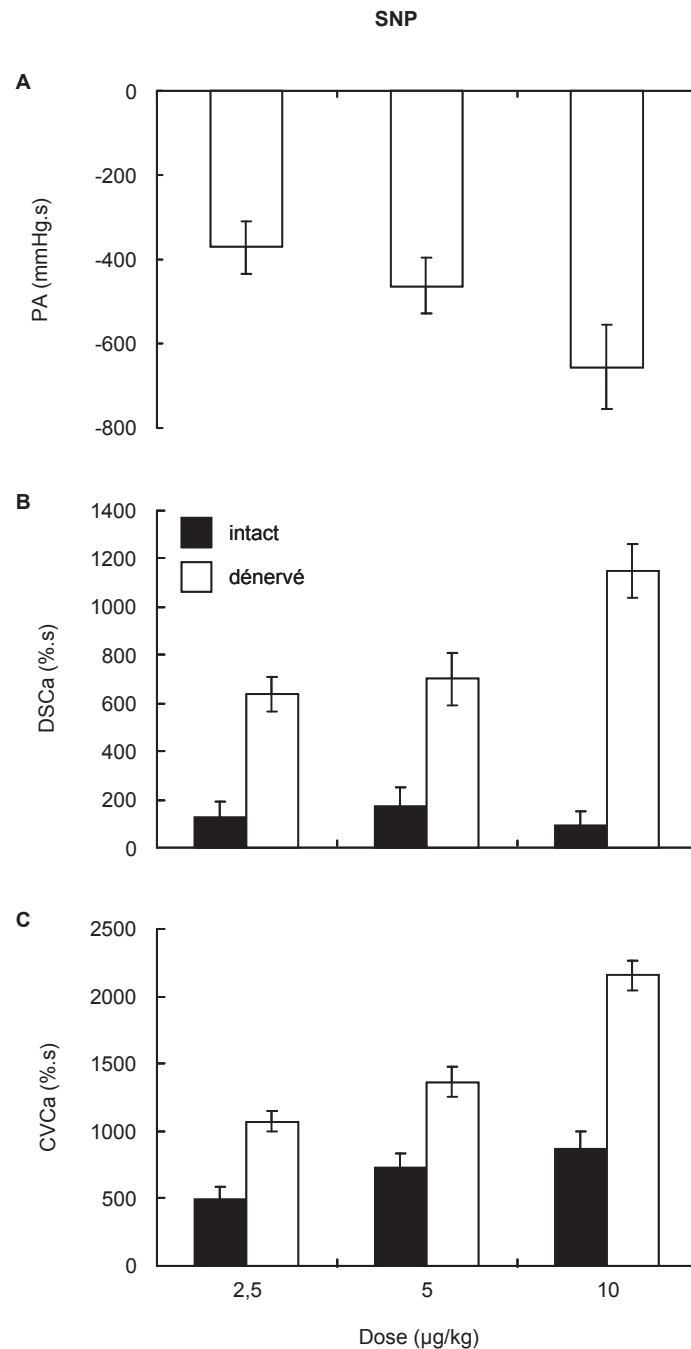 SNP
A
0
-200
-400
-600
-800
PA (mmHg.s)
B
1400
1200
1000
800
600
400
200
0
DSCa (%.s)
intact
dénervé
C
2500
2000
1500
1000
500
0
CVCa (%.s)
2,5 5 10
Dose (µg/kg)